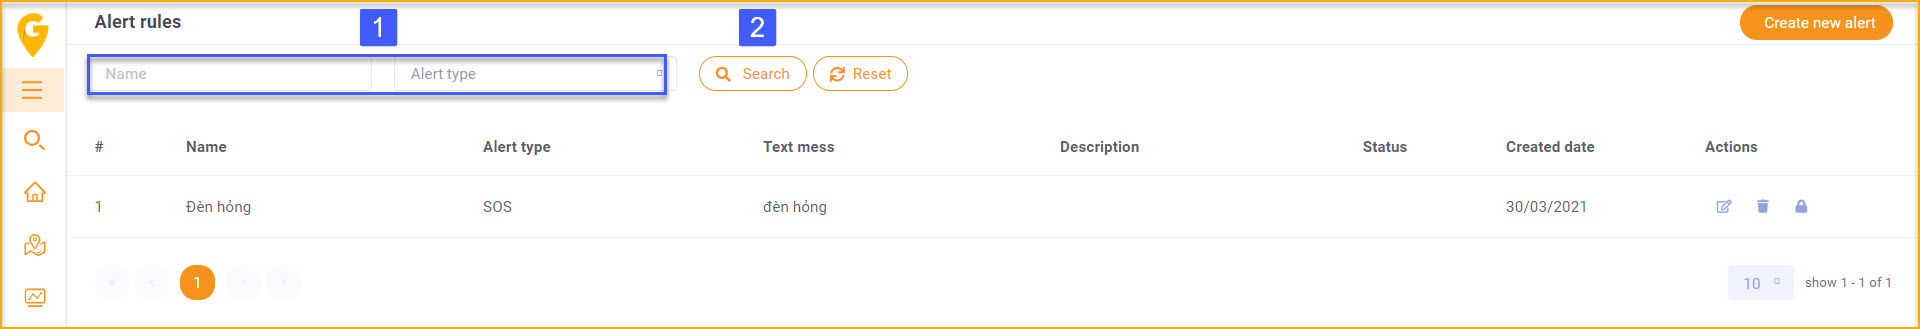 G
Alert rules
1
2
Create new alert
Name
Alert type
Search
Reset
# Name Alert type Text mess Description Status Created date Actions
1 Đèn hỏng SOS đèn hỏng 30/03/2021
« < 1 > »
10 show 1 - 1 of 1